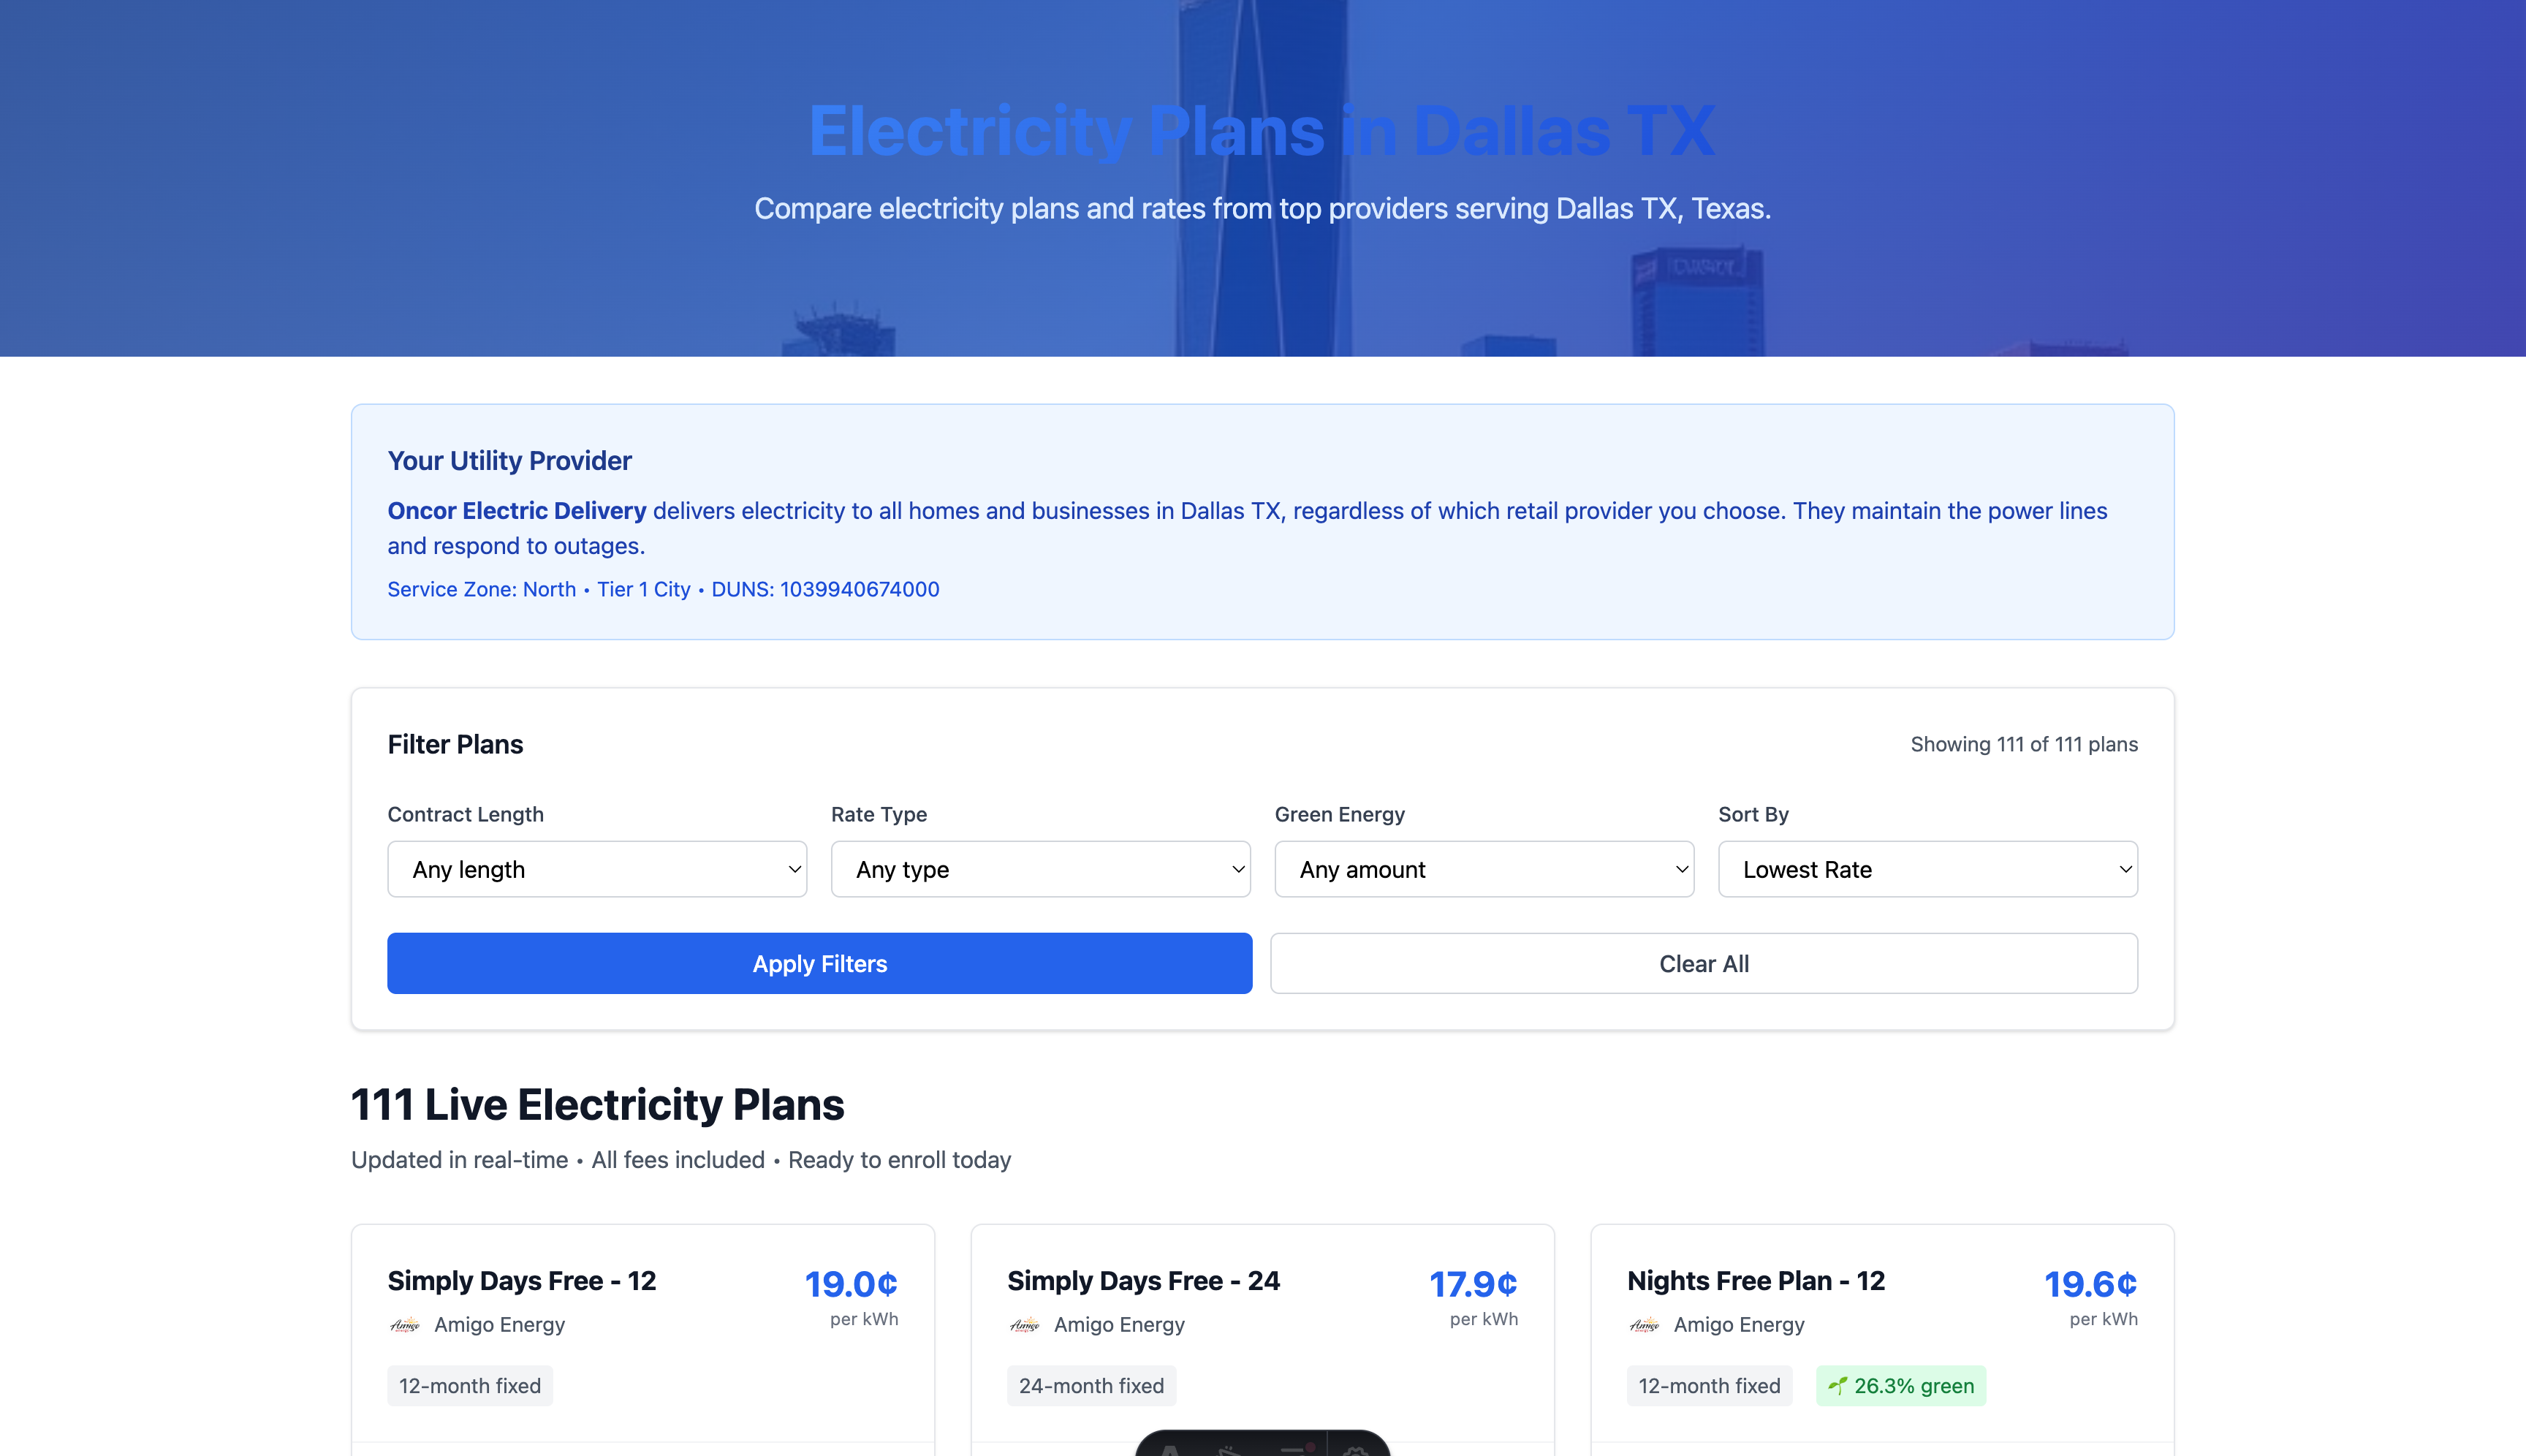 Electricity Plans in Dallas TX
Compare electricity plans and rates from top providers serving Dallas TX, Texas.
Your Utility Provider
Oncor Electric Delivery delivers electricity to all homes and businesses in Dallas TX, regardless of which retail provider you choose. They maintain the power lines
and respond to outages.
Service Zone: North • Tier 1 City • DUNS: 1039940674000
Filter Plans
Showing 111 of 111 plans
Contract Length
Rate Type
Green Energy
Sort By
Any length
Any type
Any amount
Lowest Rate
Apply Filters
Clear All
111 Live Electricity Plans
Updated in real-time • All fees included • Ready to enroll today
Simply Days Free - 12
19.0¢
per kWh
Amigo Energy
12-month fixed
Simply Days Free - 24
17.9¢
per kWh
Amigo Energy
24-month fixed
Nights Free Plan - 12
19.6¢
per kWh
Amigo Energy
12-month fixed
26.3% green